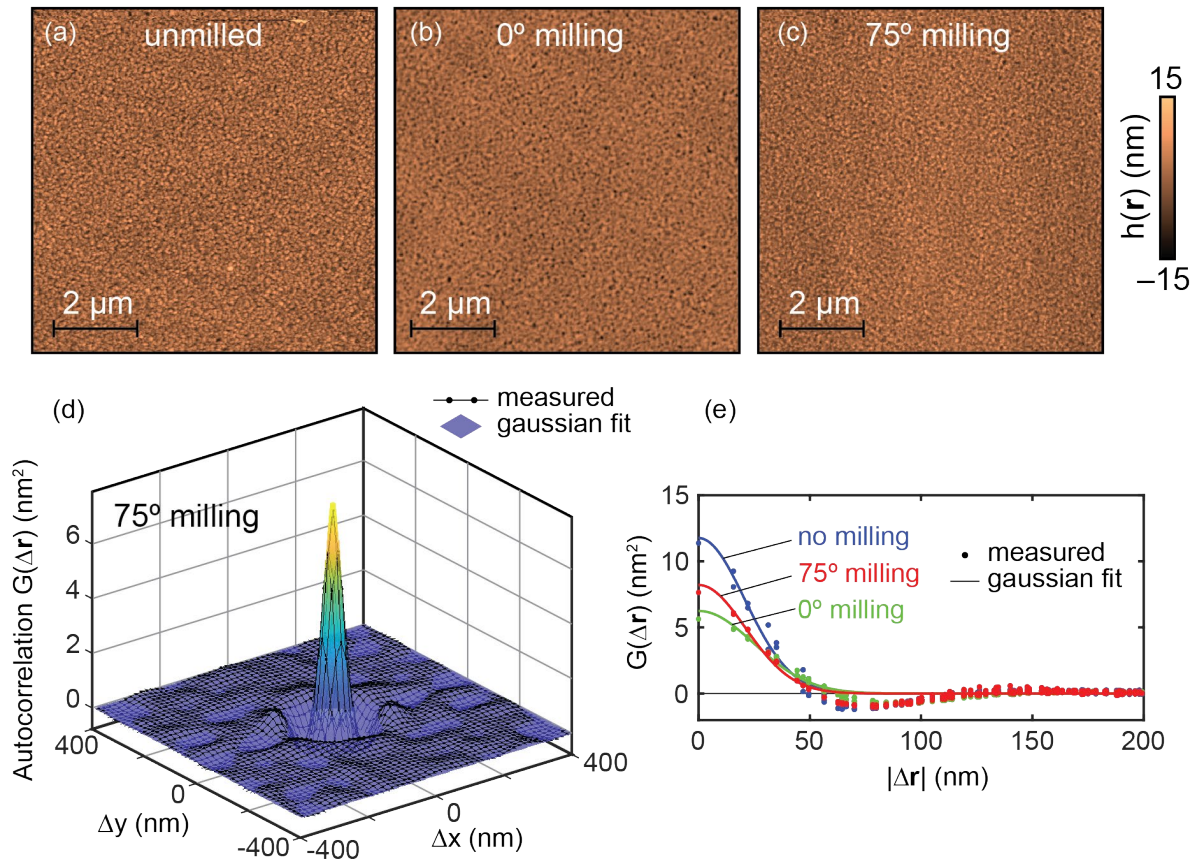 (a)
unmilled
2 µm
(b)
0º milling
2 µm
(c)
75º milling
2 µm
15
h(r) (nm)
–15
(d)
measured
gaussian fit
75º milling
Autocorrelation G(Δr) (nm²)
6
4
2
0
400
0
-400
Δy (nm)
-400
0
400
Δx (nm)
(e)
15
10
5
0
G(Δr) (nm²)
no milling
75º milling
0º milling
measured
gaussian fit
0
50
100
150
200
|Δr| (nm)